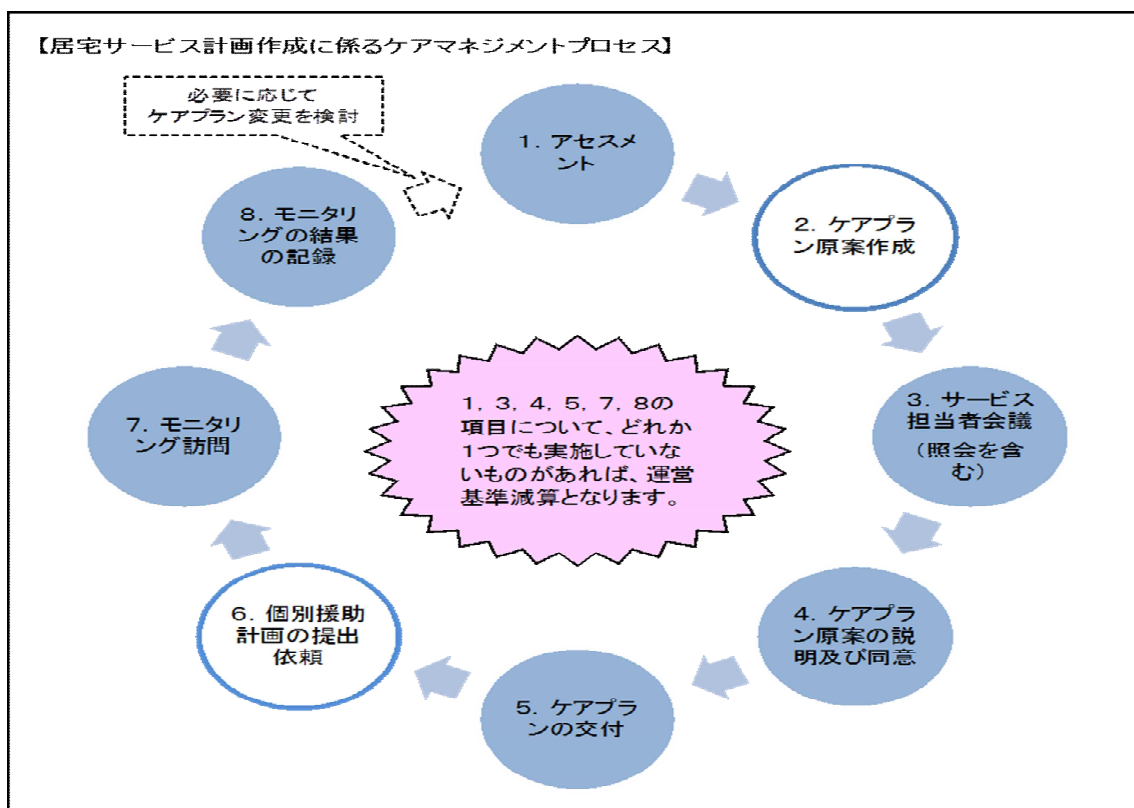 【居宅サービス計画作成に係るケアマネジメントプロセス】
必要に応じて
ケアプラン変更を検討
1. アセスメ
ント
2. ケアプラ
ン原案作成
3. サービス
担当者会議
(照会を含
む)
4. ケアプラ
ン原案の説
明及び同意
5. ケアプラ
ンの交付
6. 個別援助
計画の提出
依頼
7. モニタリ
ング訪問
8. モニタリ
ングの結果
の記録
1, 3, 4, 5, 7, 8の
項目について、どれか
1つでも実施していな
いものがあれば、運営
基準減算となります。